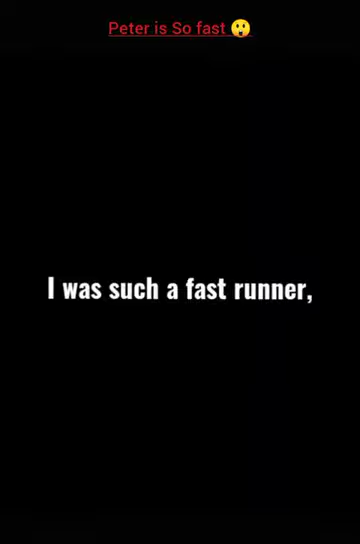 Peter is So fast 😲
I was such a fast runner,